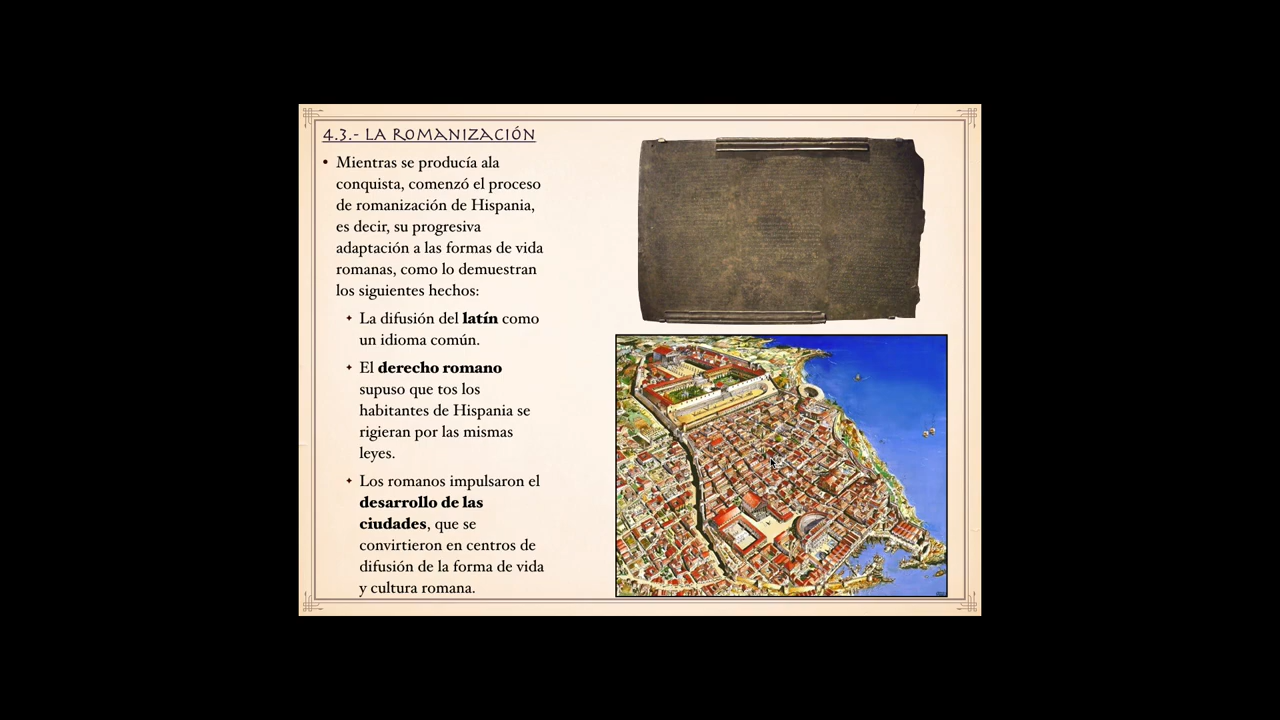 4.3.- LA ROMANIZACIÓN
• Mientras se producía ala
conquista, comenzó el proceso
de romanización de Hispania,
es decir, su progresiva
adaptación a las formas de vida
romanas, como lo demuestran
los siguientes hechos:
La difusión del latín como
un idioma común.
El derecho romano
supuso que tos los
habitantes de Hispania se
rigieran por las mismas
leyes.
Los romanos impulsaron el
desarrollo de las
ciudades, que se
convirtieron en centros de
difusión de la forma de vida
y cultura romana.